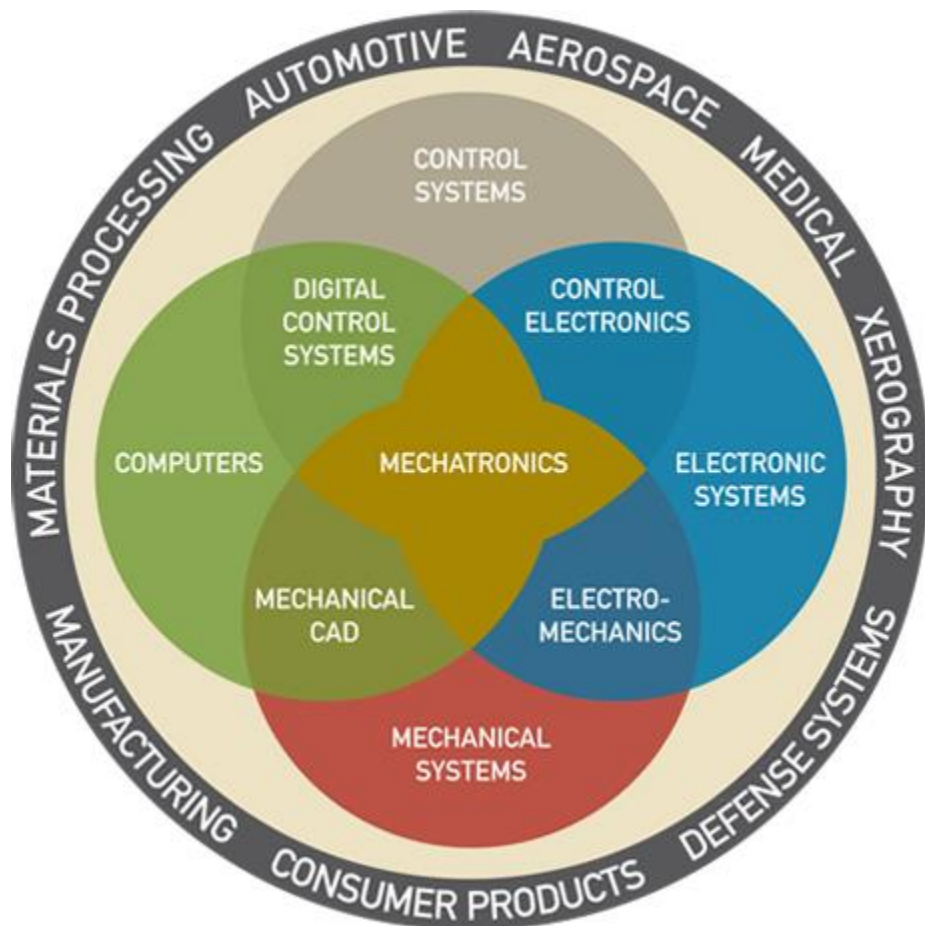 MATERIALS PROCESSING
AUTOMOTIVE
AEROSPACE
MEDICAL
XEROGRAPHY
CONTROL
SYSTEMS
DIGITAL
CONTROL
SYSTEMS
CONTROL
ELECTRONICS
COMPUTERS
MECHATRONICS
ELECTRONIC
SYSTEMS
MECHANICAL
CAD
ELECTRO-
MECHANICS
MECHANICAL
SYSTEMS
MANUFACTURING
CONSUMER PRODUCTS
DEFENSE SYSTEMS